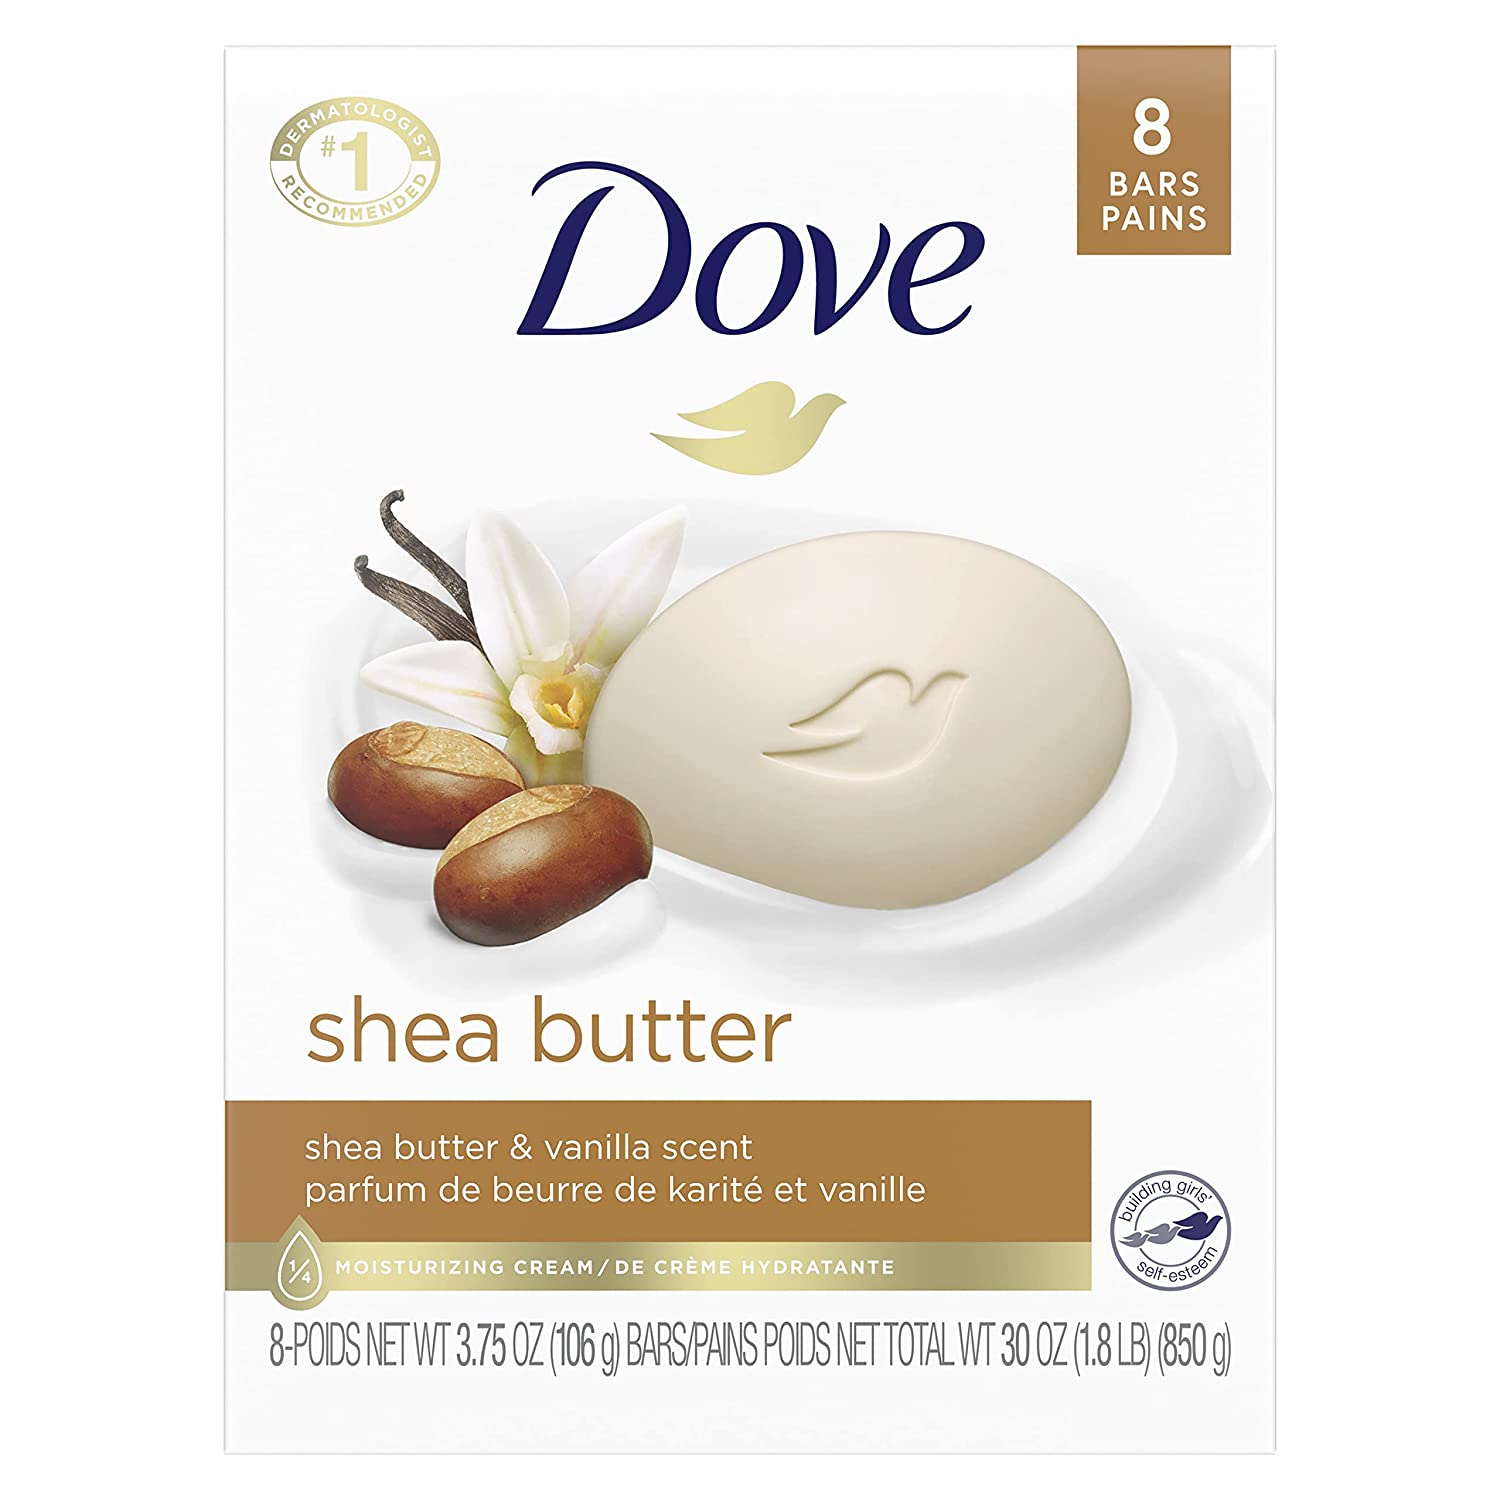 DERMATOLOGIST
#1
RECOMMENDED
8
BARS
PAINS
Dove
shea butter
shea butter & vanilla scent
parfum de beurre de karité et vanille
1/4 MOISTURIZING CREAM/DE CRÈME HYDRATANTE
building girls'
self-esteem
8-POIDS NET WT 3.75 OZ (106 g) BARS/PAINS POIDS NET TOTAL WT 30 OZ (1.8 LB) (850 g)